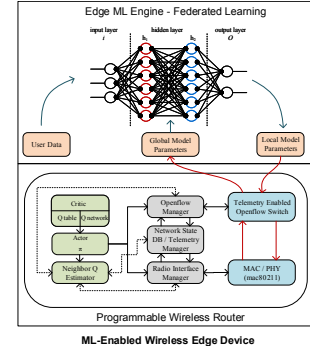 Edge ML Engine - Federated Learning
input layer
i
hidden layer
h1
h2
output layer
O
User Data
Global Model
Parameters
Local Model
Parameters
Critic
Q table
Q network
Actor
π
Neighbor Q
Estimator
Openflow
Manager
Network State
DB / Telemetry
Manager
Radio Interface
Manager
Telemetry Enabled
Openflow Switch
MAC / PHY
(mac80211)
Programmable Wireless Router
ML-Enabled Wireless Edge Device